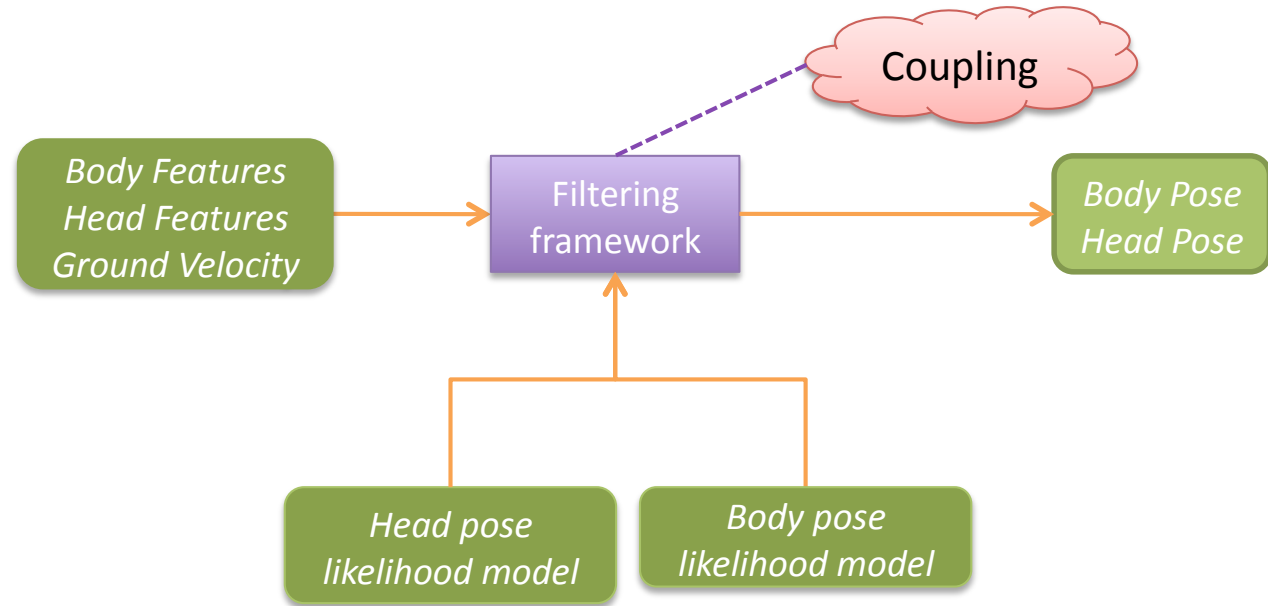 Coupling
Body Features
Head Features
Ground Velocity
Filtering
framework
Body Pose
Head Pose
Head pose
likelihood model
Body pose
likelihood model